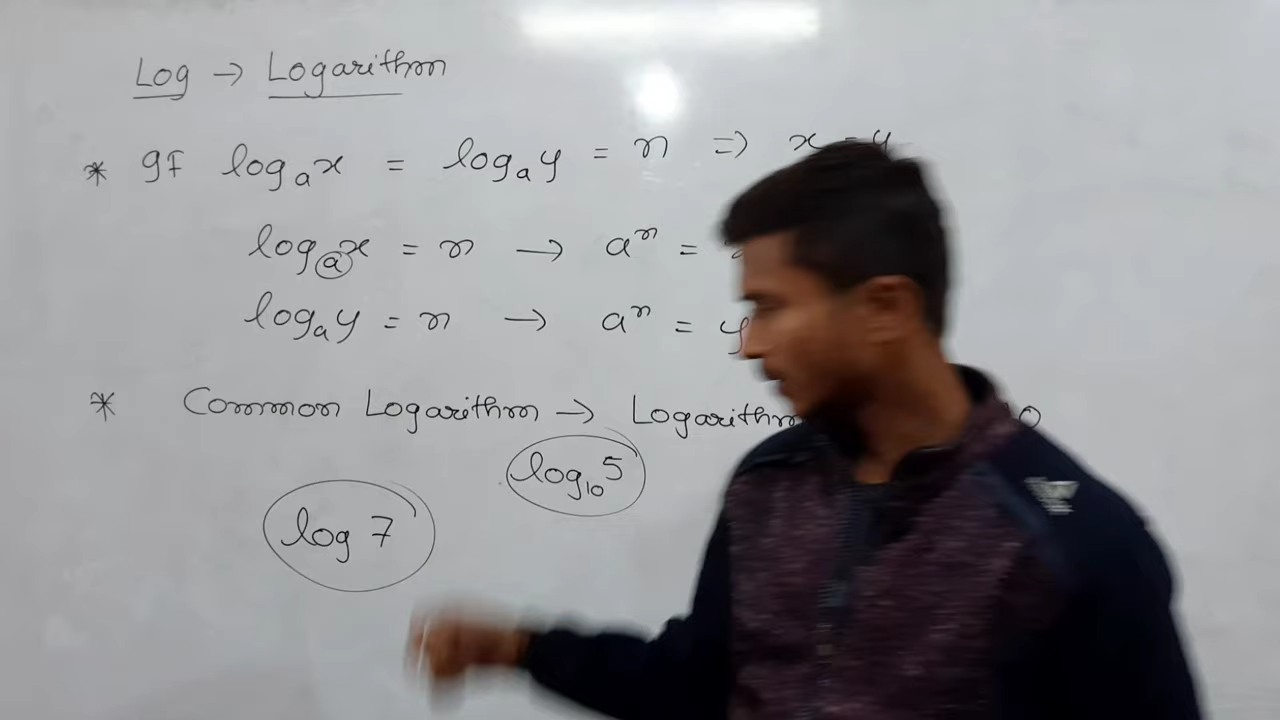 Log → Logarithm
* If logₐx = logₐy = n ⇒ x = y
logₐx = n → aⁿ =
logₐy = n → aⁿ = y
* Common Logarithm → Logarithm
log₁₀5
log 7